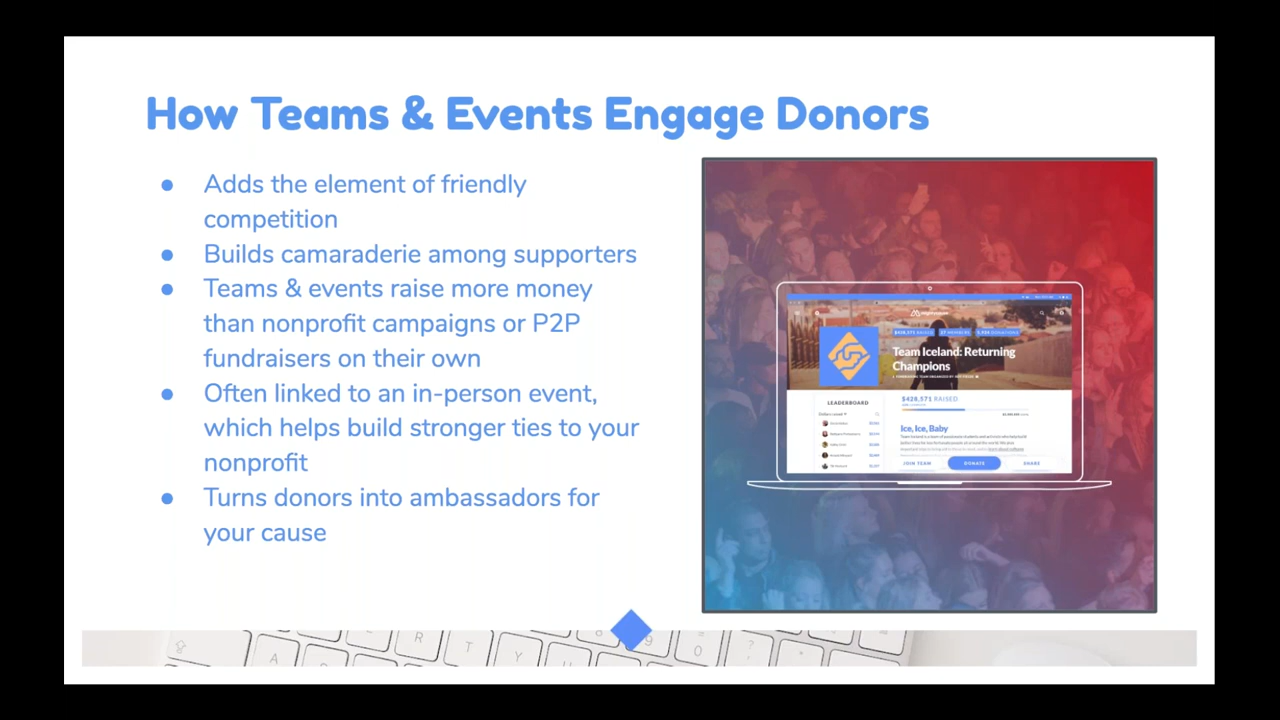 How Teams & Events Engage Donors
● Adds the element of friendly
competition
● Builds camaraderie among supporters
● Teams & events raise more money
than nonprofit campaigns or P2P
fundraisers on their own
● Often linked to an in-person event,
which helps build stronger ties to your
nonprofit
● Turns donors into ambassadors for
your cause
Team Iceland: Returning
Champions
LEADERBOARD
$428,571 RAISED
Ice, Ice, Baby
JOIN TEAM
DONATE
SHARE
R
T
9
0
A
Y